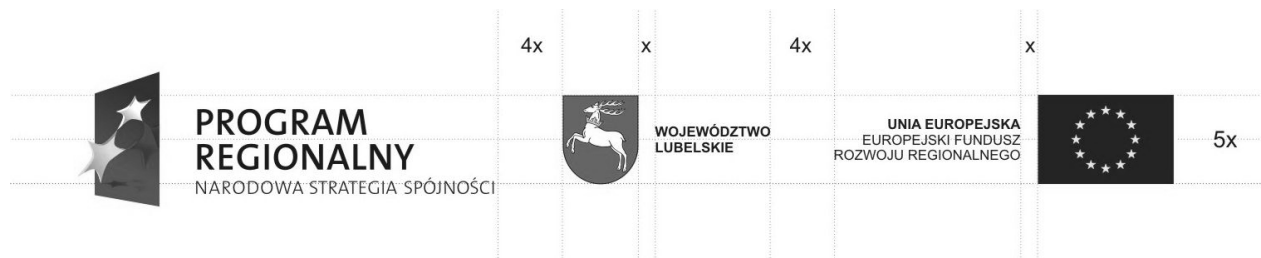 4x
x
4x
x
PROGRAM
REGIONALNY
NARODOWA STRATEGIA SPÓJNOŚCI
WOJEWÓDZTWO
LUBELSKIE
UNIA EUROPEJSKA
EUROPEJSKI FUNDUSZ
ROZWOJU REGIONALNEGO
5x